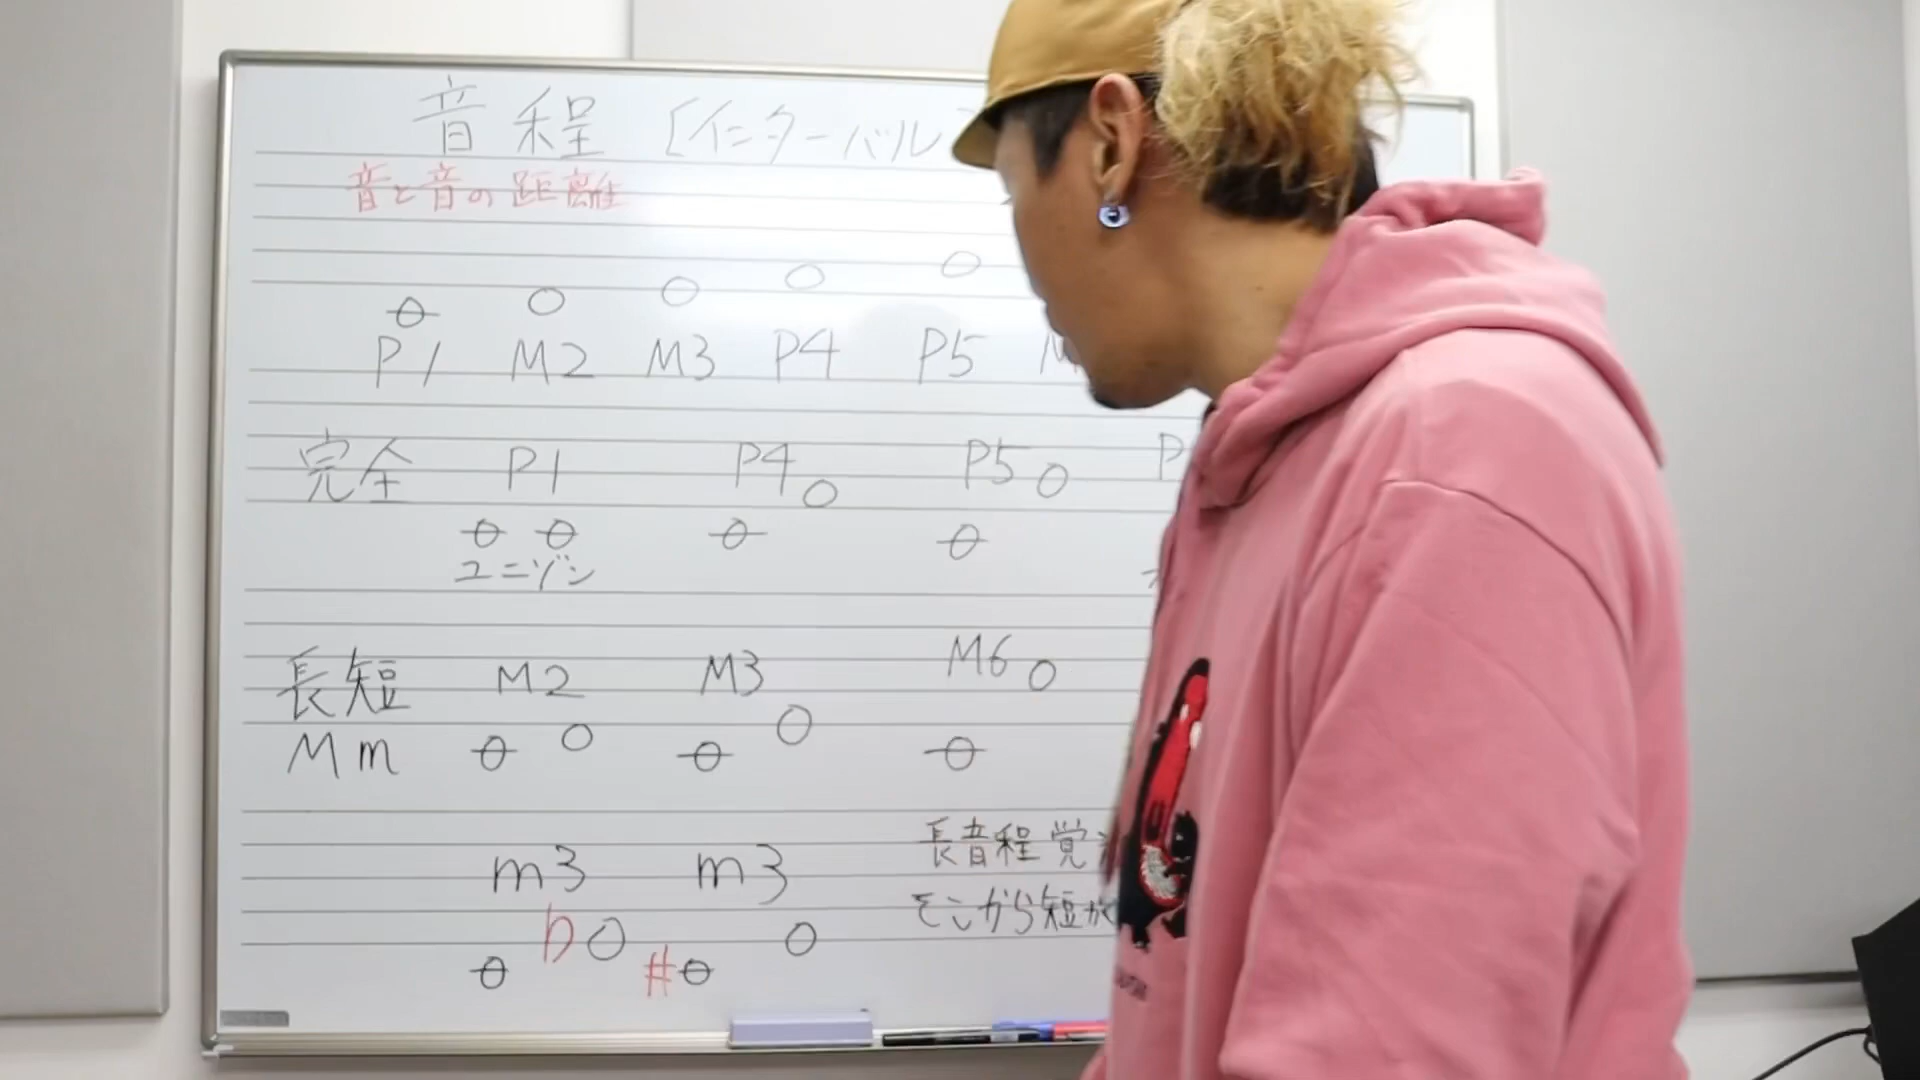 音程 [インターバル
音と音の距離
P1 M2 M3 P4 P5 M
完全 P1 P4 P5 P
ユニゾン
長短 M2 M3 M6
M m
m3 m3
長音程覚
b #
そこから短が